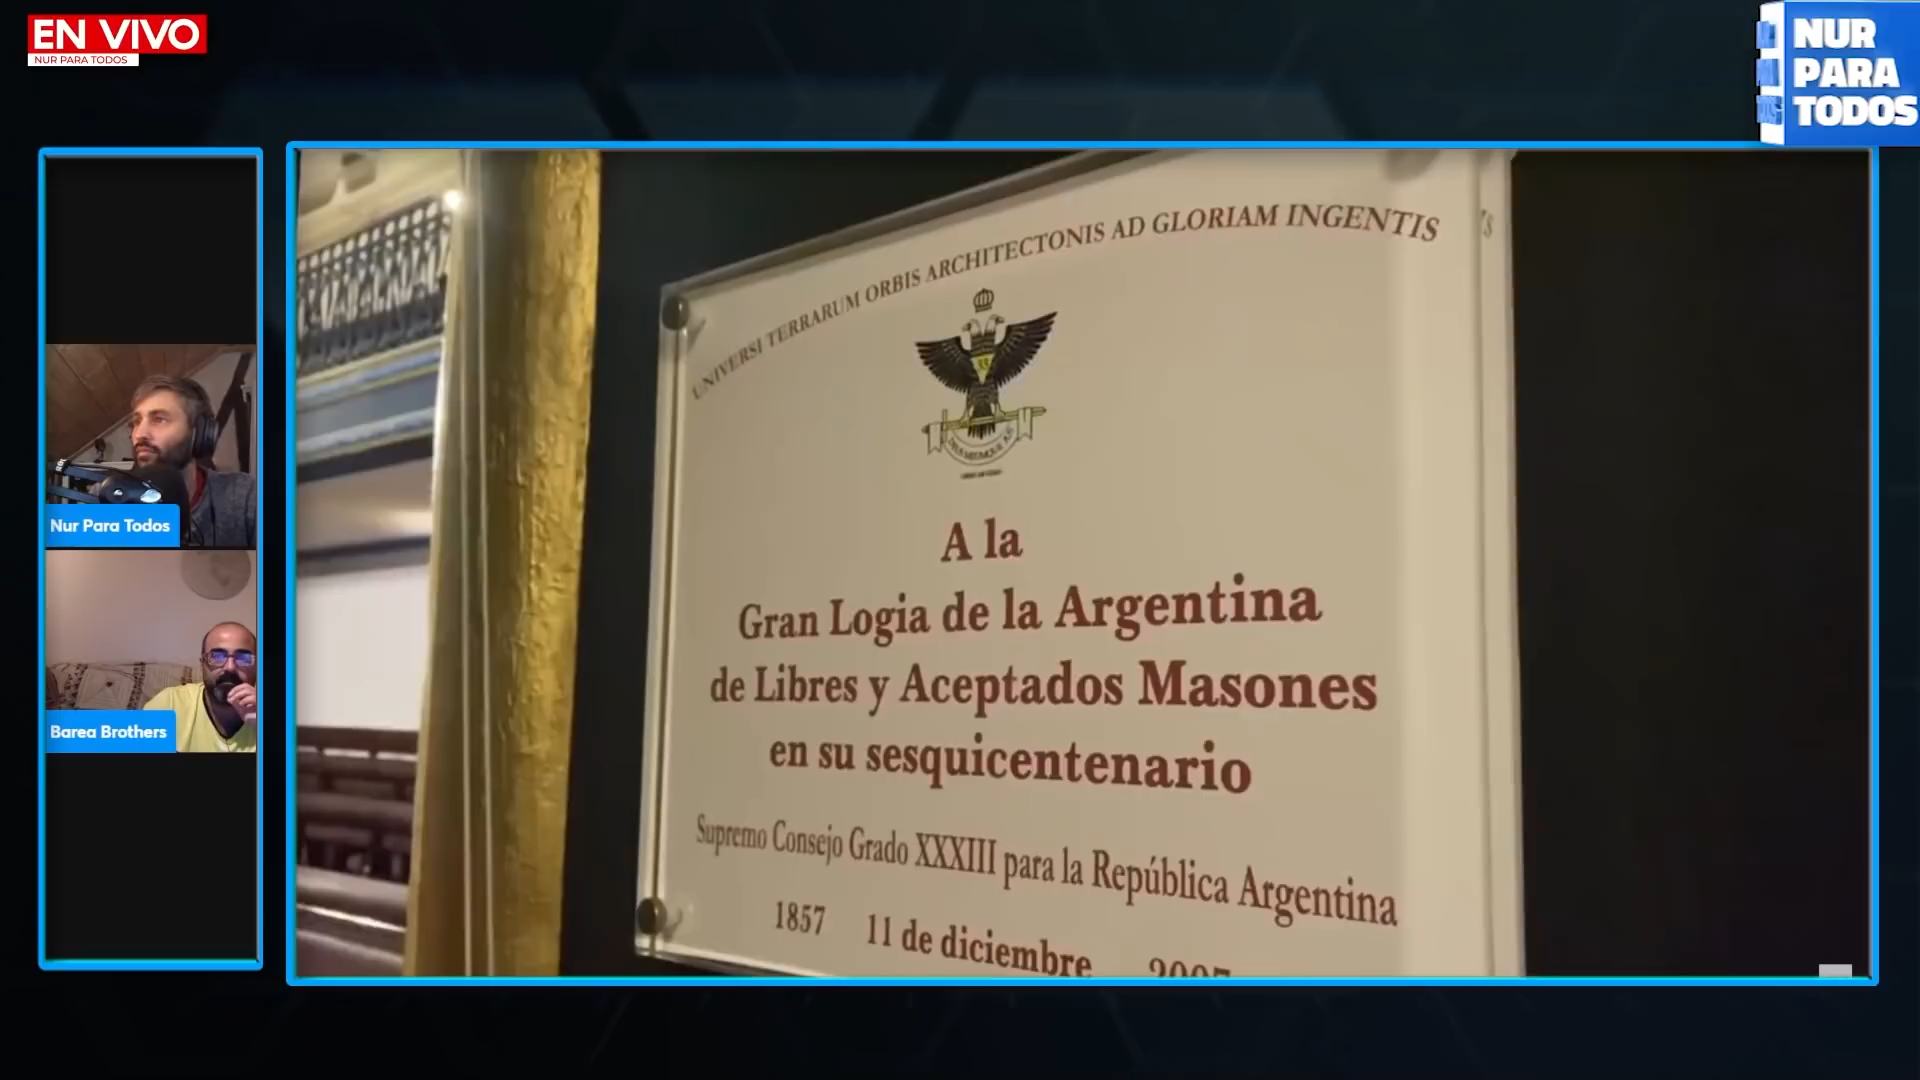 EN VIVO
NUR PARA TODOS
NUR
PARA
TODOS
UNIVERSI TERRARUM ORBIS ARCHITECTONIS AD GLORIAM INGENTIS
33
A la
Gran Logia de la Argentina
de Libres y Aceptados Masones
en su sesquicentenario
Supremo Consejo Grado XXXIII para la República Argentina
1857 11 de diciembre 2007
Nur Para Todos
Barea Brothers